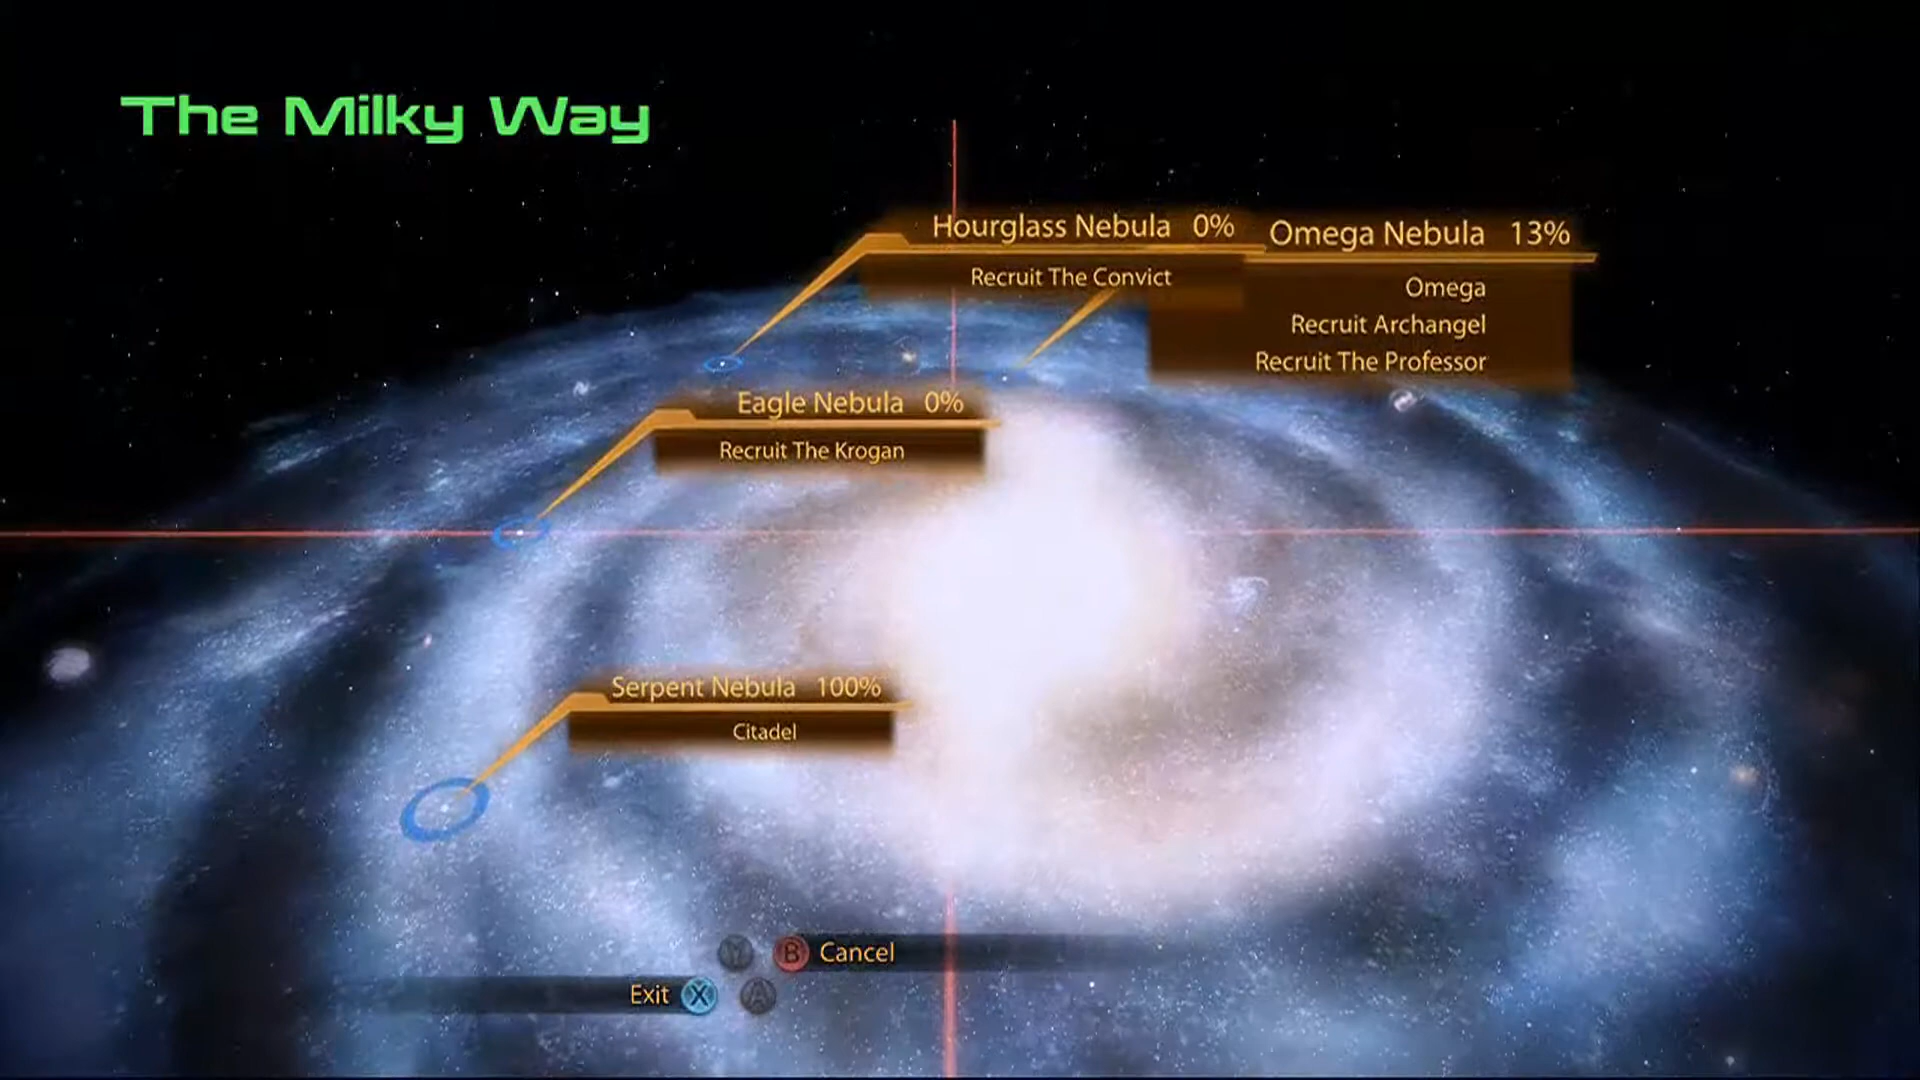 The Milky Way
Hourglass Nebula 0%
Recruit The Convict
Omega Nebula 13%
Omega
Recruit Archangel
Recruit The Professor
Eagle Nebula 0%
Recruit The Krogan
Serpent Nebula 100%
Citadel
Y B Cancel
Exit X A